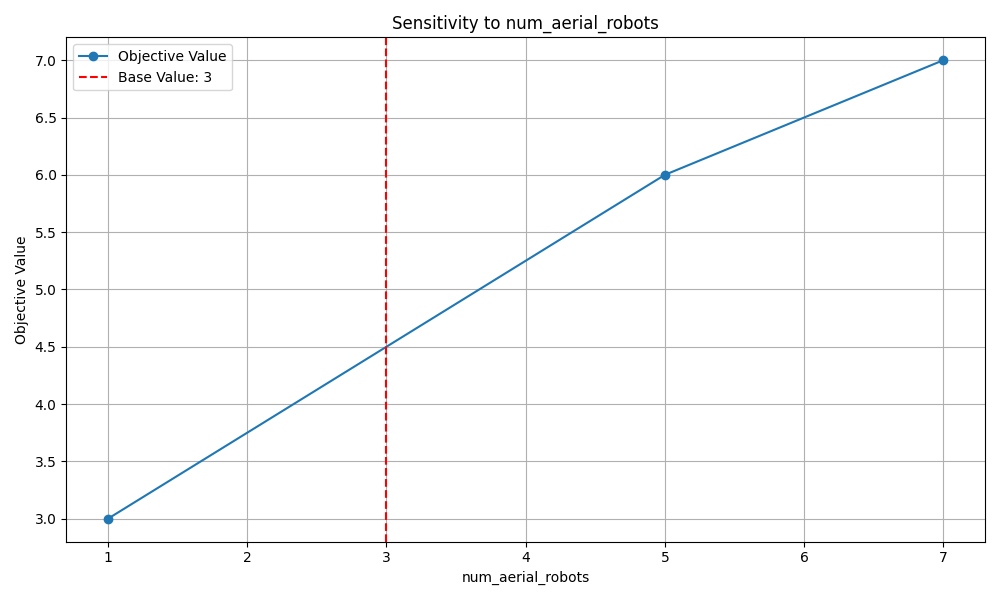 Sensitivity to num_aerial_robots
Objective Value
Base Value: 3
7.0
6.5
6.0
5.5
5.0
4.5
4.0
3.5
3.0
Objective Value
1 2 3 4 5 6 7
num_aerial_robots